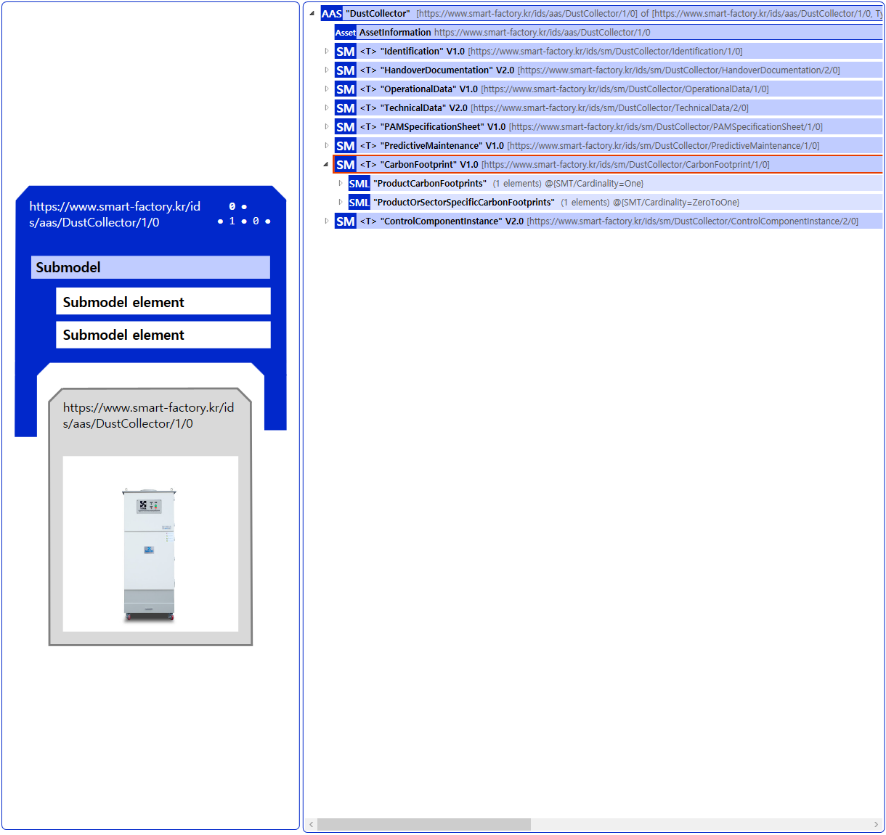 https://www.smart-factory.kr/id
s/aas/DustCollector/1/0
0 ●
● 1 ● 0 ●
Submodel
Submodel element
Submodel element
https://www.smart-factory.kr/id
s/aas/DustCollector/1/0
AAS "DustCollector" [https://www.smart-factory.kr/ids/aas/DustCollector/1/0] of [https://www.smart-factory.kr/ids/aas/DustCollector/1/0, Ty
Asset AssetInformation https://www.smart-factory.kr/ids/aas/DustCollector/1/0
SM <T> "Identification" V1.0 [https://www.smart-factory.kr/ids/sm/DustCollector/Identification/1/0]
SM <T> "HandoverDocumentation" V2.0 [https://www.smart-factory.kr/ids/sm/DustCollector/HandoverDocumentation/2/0]
SM <T> "OperationalData" V1.0 [https://www.smart-factory.kr/ids/sm/DustCollector/OperationalData/1/0]
SM <T> "TechnicalData" V2.0 [https://www.smart-factory.kr/ids/sm/DustCollector/TechnicalData/2/0]
SM <T> "PAMSpecificationSheet" V1.0 [https://www.smart-factory.kr/ids/sm/DustCollector/PAMSpecificationSheet/1/0]
SM <T> "PredictiveMaintenance" V1.0 [https://www.smart-factory.kr/ids/sm/DustCollector/PredictiveMaintenance/1/0]
SM <T> "CarbonFootprint" V1.0 [https://www.smart-factory.kr/ids/sm/DustCollector/CarbonFootprint/1/0]
SML "ProductCarbonFootprints" (1 elements) @{SMT/Cardinality=One}
SML "ProductOrSectorSpecificCarbonFootprints" (1 elements) @{SMT/Cardinality=ZeroToOne}
SM <T> "ControlComponentInstance" V2.0 [https://www.smart-factory.kr/ids/sm/DustCollector/ControlComponentInstance/2/0]